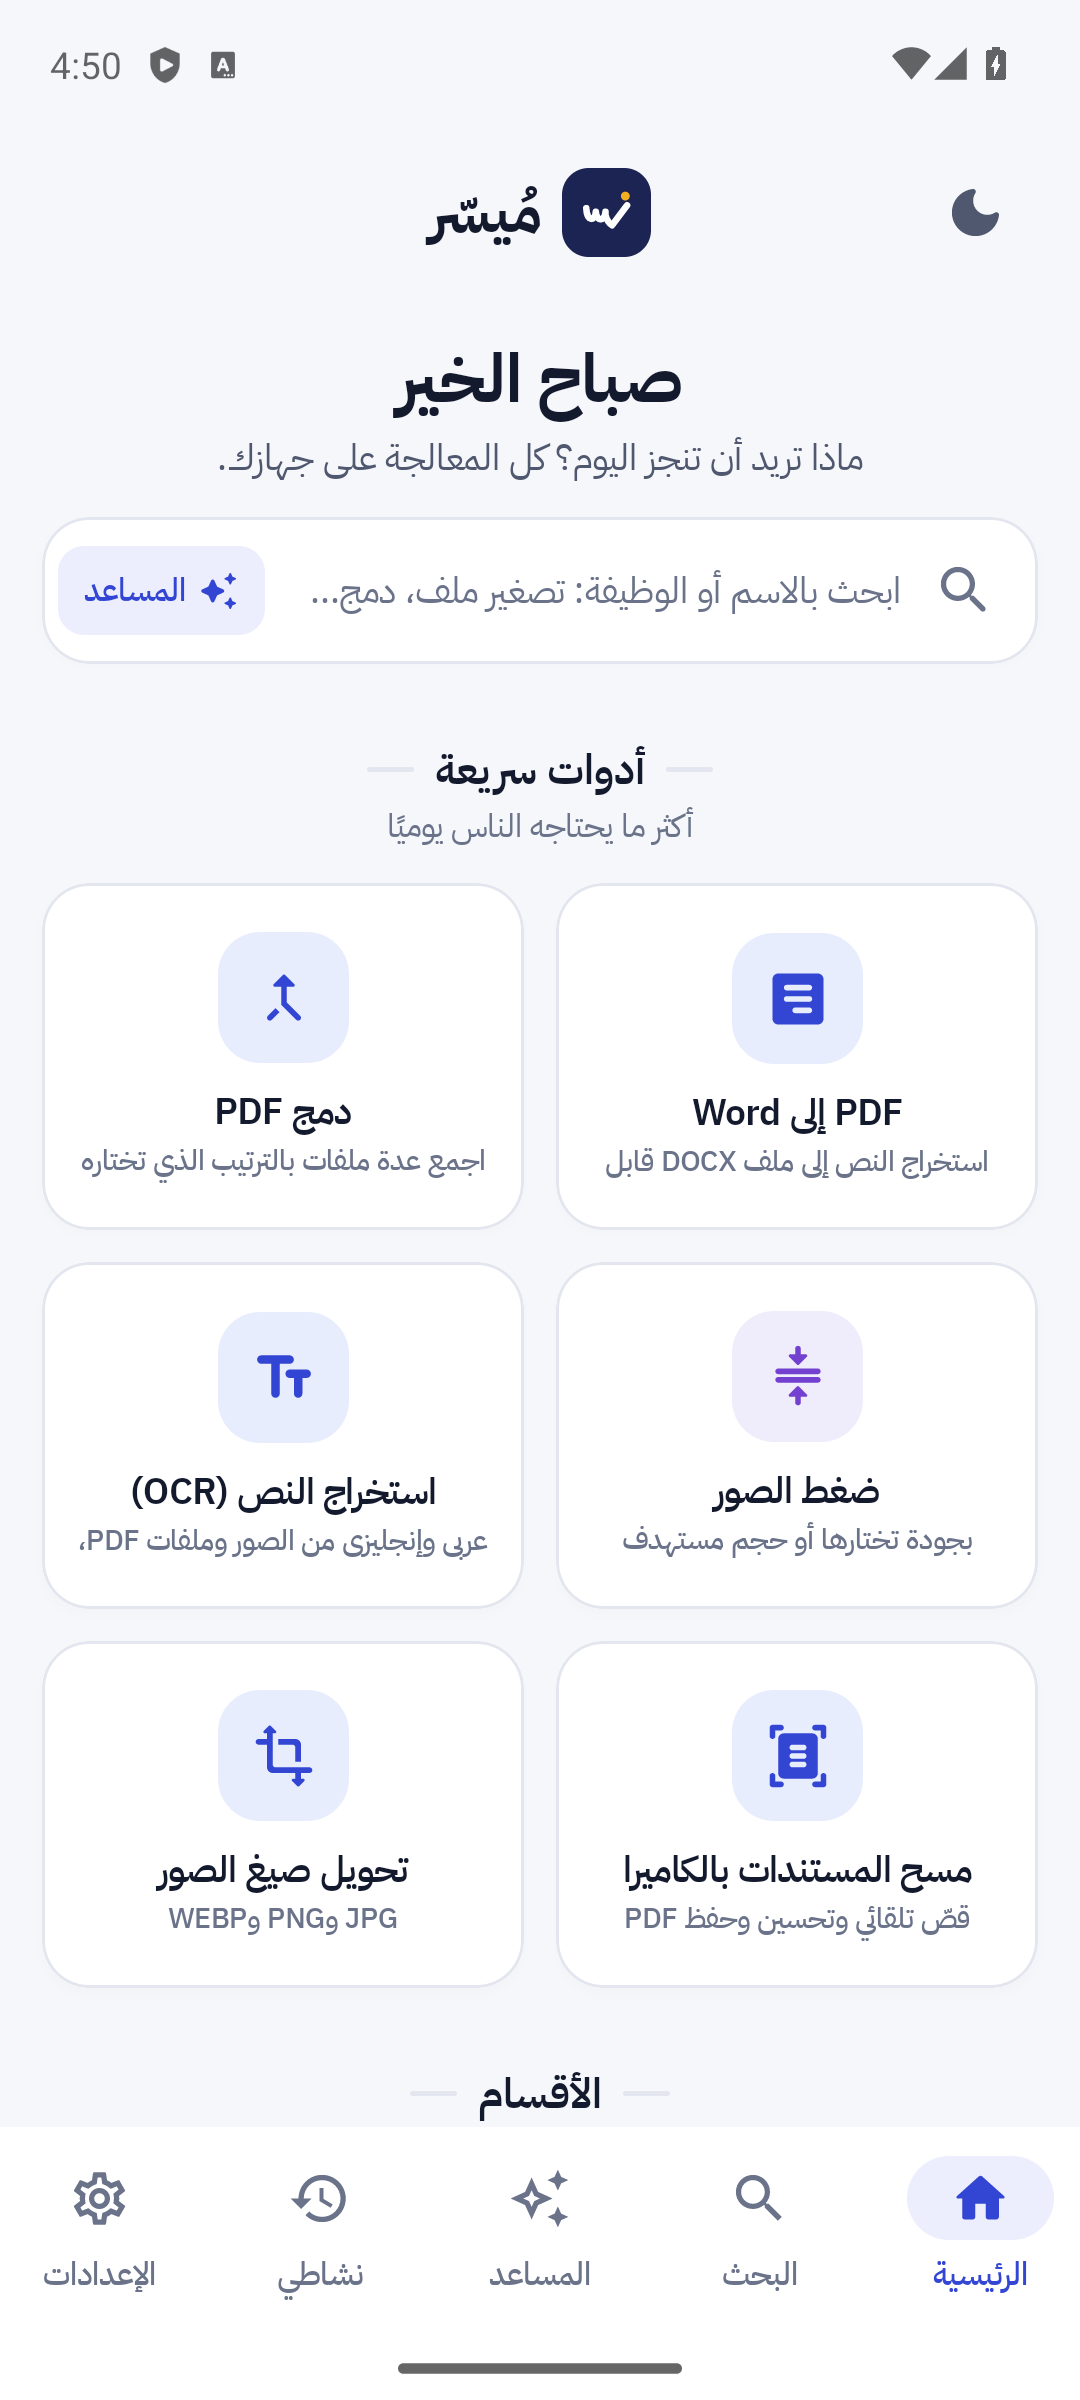 4:50
مُيسّر
صباح الخير
ماذا تريد أن تنجز اليوم؟ كل المعالجة على جهازك.
ابحث بالاسم أو الوظيفة: تصغير ملف، دمج...
المساعد
أدوات سريعة
أكثر ما يحتاجه الناس يوميًا
PDF إلى Word
استخراج النص إلى ملف DOCX قابل
دمج PDF
اجمع عدة ملفات بالترتيب الذي تختاره
ضغط الصور
بجودة تختارها أو حجم مستهدف
استخراج النص (OCR)
عربي وإنجليزي من الصور وملفات PDF،
مسح المستندات بالكاميرا
قصّ تلقائي وتحسين وحفظ PDF
تحويل صيغ الصور
JPG وPNG وWEBP
الأقسام
الرئيسية
البحث
المساعد
نشاطي
الإعدادات